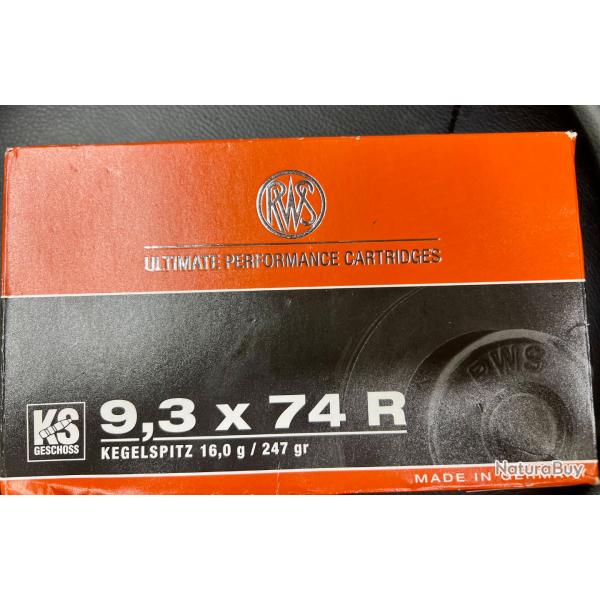 RWS
ULTIMATE PERFORMANCE CARTRIDGES
RWS
KS
GESCHOSS
9,3 x 74 R
KEGELSPITZ 16,0 g / 247 gr
NaturaBuy
MADE IN GERMANY